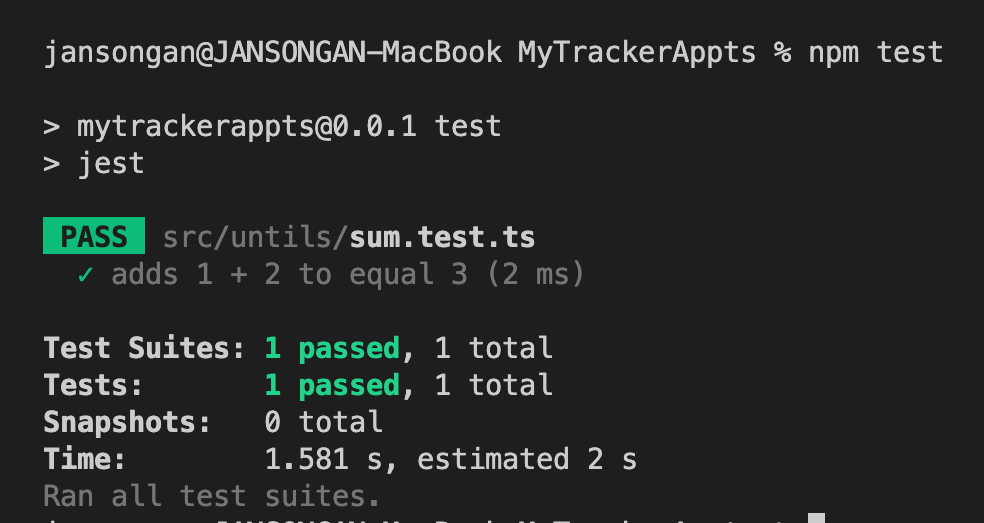 jansongan@JANSONGAN-MacBook MyTrackerAppts % npm test
> mytrackerappts@0.0.1 test
> jest
PASS src/untils/sum.test.ts
✓ adds 1 + 2 to equal 3 (2 ms)
Test Suites: 1 passed, 1 total
Tests: 1 passed, 1 total
Snapshots: 0 total
Time: 1.581 s, estimated 2 s
Ran all test suites.